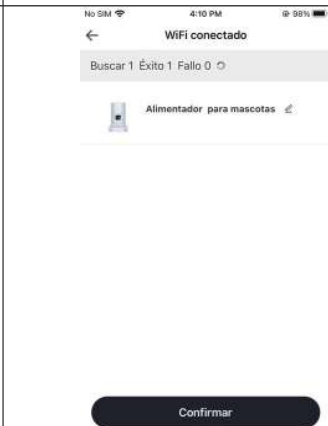 No SIM 4:10 PM 98%
WiFi conectado
Buscar 1 Éxito 1 Fallo 0
Alimentador para mascotas
Confirmar